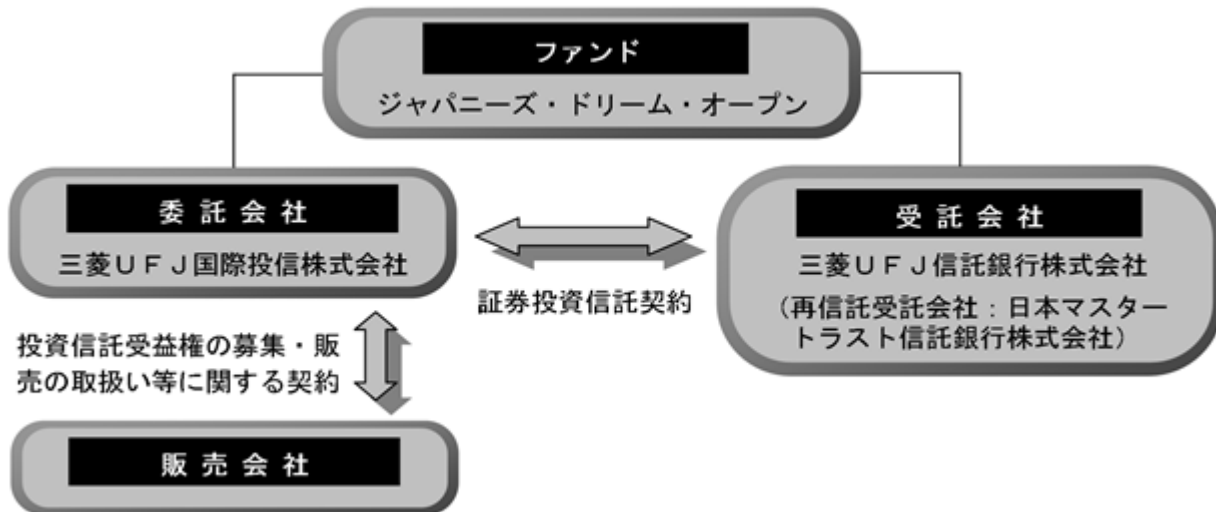 ファンド
ジャパニーズ・ドリーム・オープン
委託会社
三菱ＵＦＪ国際投信株式会社
受託会社
三菱ＵＦＪ信託銀行株式会社
（再信託受託会社：日本マスター
トラスト信託銀行株式会社）
証券投資信託契約
投資信託受益権の募集・販
売の取扱い等に関する契約
販売会社